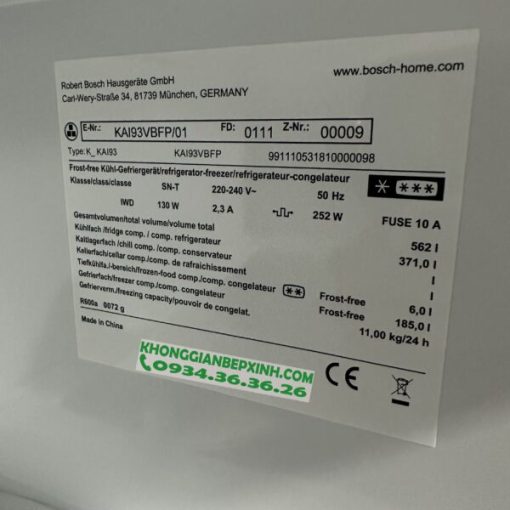 Robert Bosch Hausgeräte GmbH
Carl-Wery-Straße 34, 81739 München, GERMANY
www.bosch-home.com
E-Nr.: KAI93VBFP/01 FD: 0111 Z-Nr.: 00009
Type: K_ KAI93 KAI93VBFP 991110531810000098
Frost-free Kühl-Gefriergerät/refrigerator-freezer/refrigerateur-congelateur
Klasse/class/classe SN-T 220-240 V~ 50 Hz
IWD 130 W 2,3 A 252 W FUSE 10 A
Gesamtvolumen/total volume/volume total 562 l
Kühlfach /fridge comp./ comp. refrigerateur 371,0 l
Kaltlagerfach / chill comp./comp. conservateur l
Kellerfach/cellar comp./comp. de rafraichissement l
Tiefkühlfa./-bereich/frozen-food comp./comp. congelateur Frost-free 6,0 l
Gefrierfach/freezer comp./comp. congelateur Frost-free 185,0 l
Gefrierverm./freezing capacity/pouvoir de congelat. 11,00 kg/24 h
R600a 0072 g
Made in China
KHONGGIANBEPXINH.COM
0934.36.36.26
CE